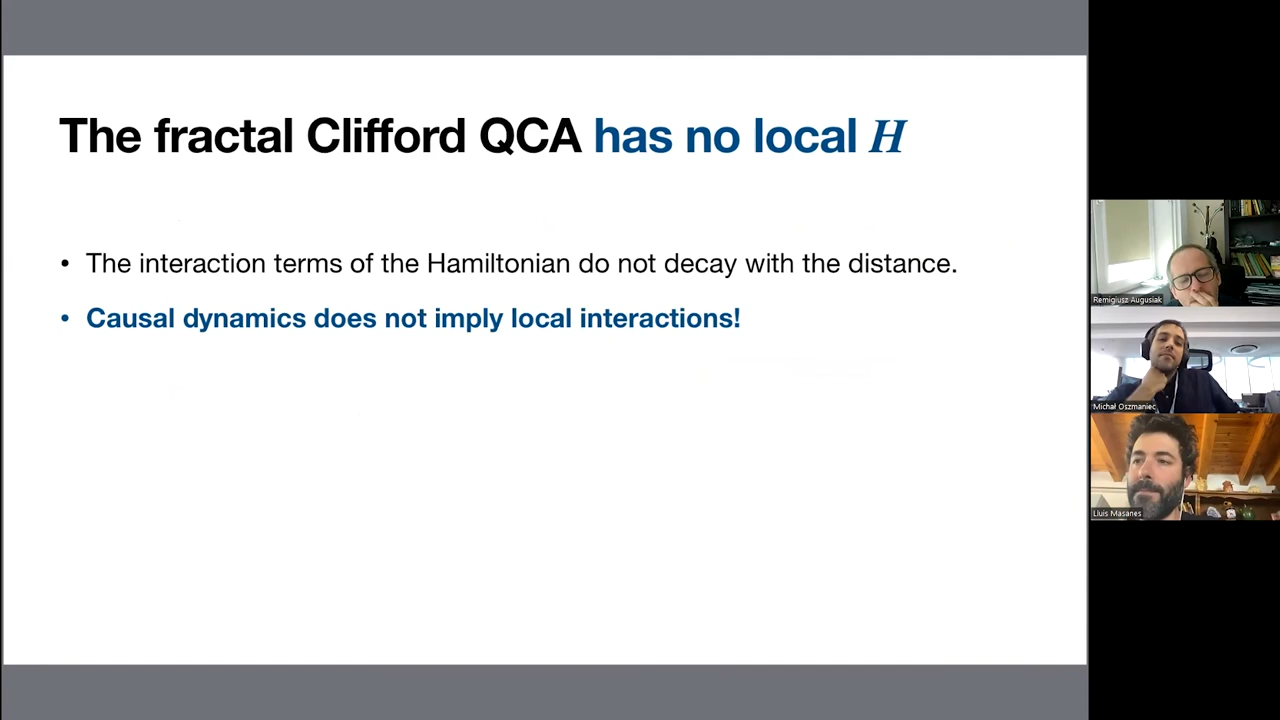 The fractal Clifford QCA has no local H
• The interaction terms of the Hamiltonian do not decay with the distance.
• Causal dynamics does not imply local interactions!
Remigiusz Augusiak
Michał Oszmaniec
Lluis Masanes